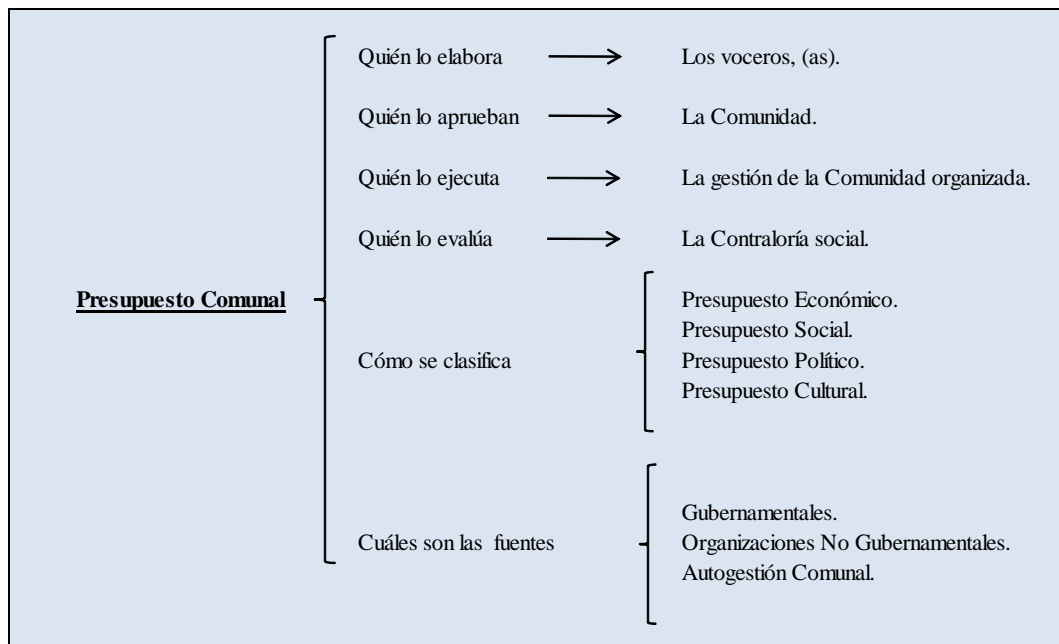 Quién lo elabora
Los voceros, (as).
Quién lo aprueban
La Comunidad.
Quién lo ejecuta
La gestión de la Comunidad organizada.
Quién lo evalúa
La Contraloría social.
Presupuesto Comunal
Cómo se clasifica
Presupuesto Económico.
Presupuesto Social.
Presupuesto Político.
Presupuesto Cultural.
Cuáles son las fuentes
Gubernamentales.
Organizaciones No Gubernamentales.
Autogestión Comunal.